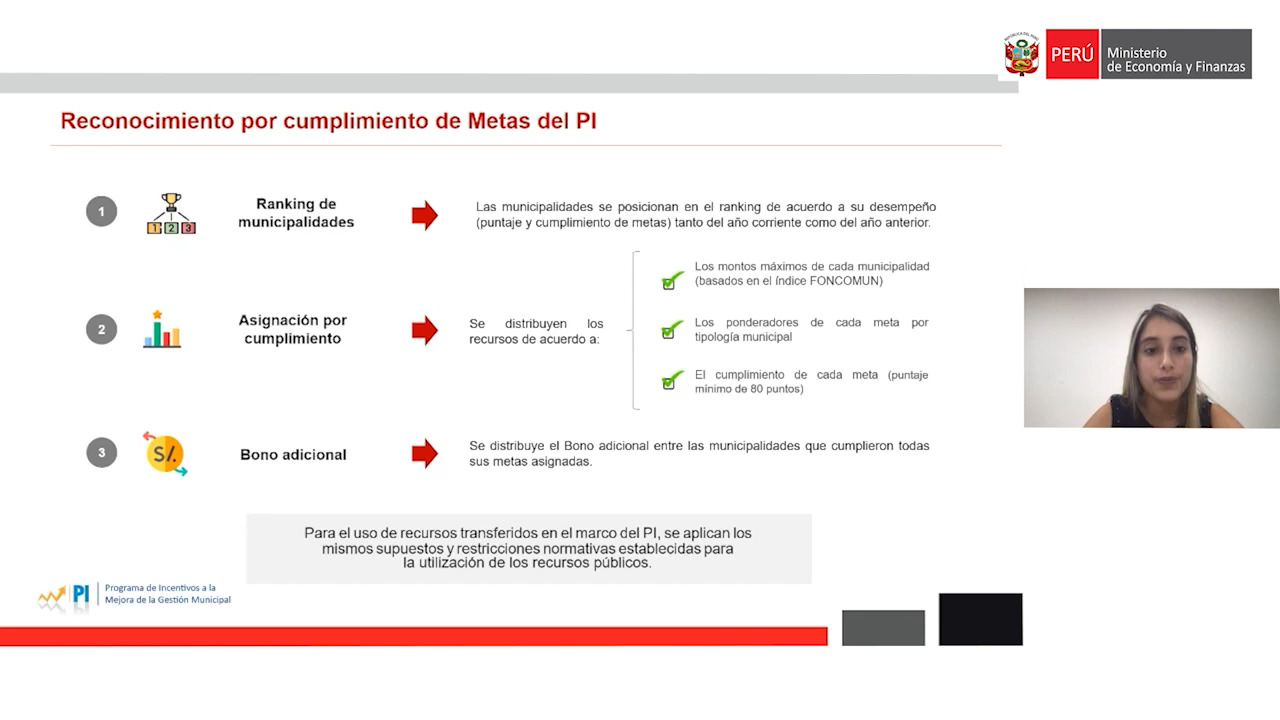 REPÚBLICA DEL PERÚ
PERÚ
Ministerio
de Economía y Finanzas
Reconocimiento por cumplimiento de Metas del PI
1
1 2 3
Ranking de
municipalidades
Las municipalidades se posicionan en el ranking de acuerdo a su desempeño
(puntaje y cumplimiento de metas) tanto del año corriente como del año anterior.
2
Asignación por
cumplimiento
Se distribuyen los
recursos de acuerdo a:
Los montos máximos de cada municipalidad
(basados en el índice FONCOMUN)
Los ponderadores de cada meta por
tipología municipal
El cumplimiento de cada meta (puntaje
mínimo de 80 puntos)
3
S/.
Bono adicional
Se distribuye el Bono adicional entre las municipalidades que cumplieron todas
sus metas asignadas.
Para el uso de recursos transferidos en el marco del PI, se aplican los
mismos supuestos y restricciones normativas establecidas para
la utilización de los recursos públicos.
PI
Programa de Incentivos a la
Mejora de la Gestión Municipal